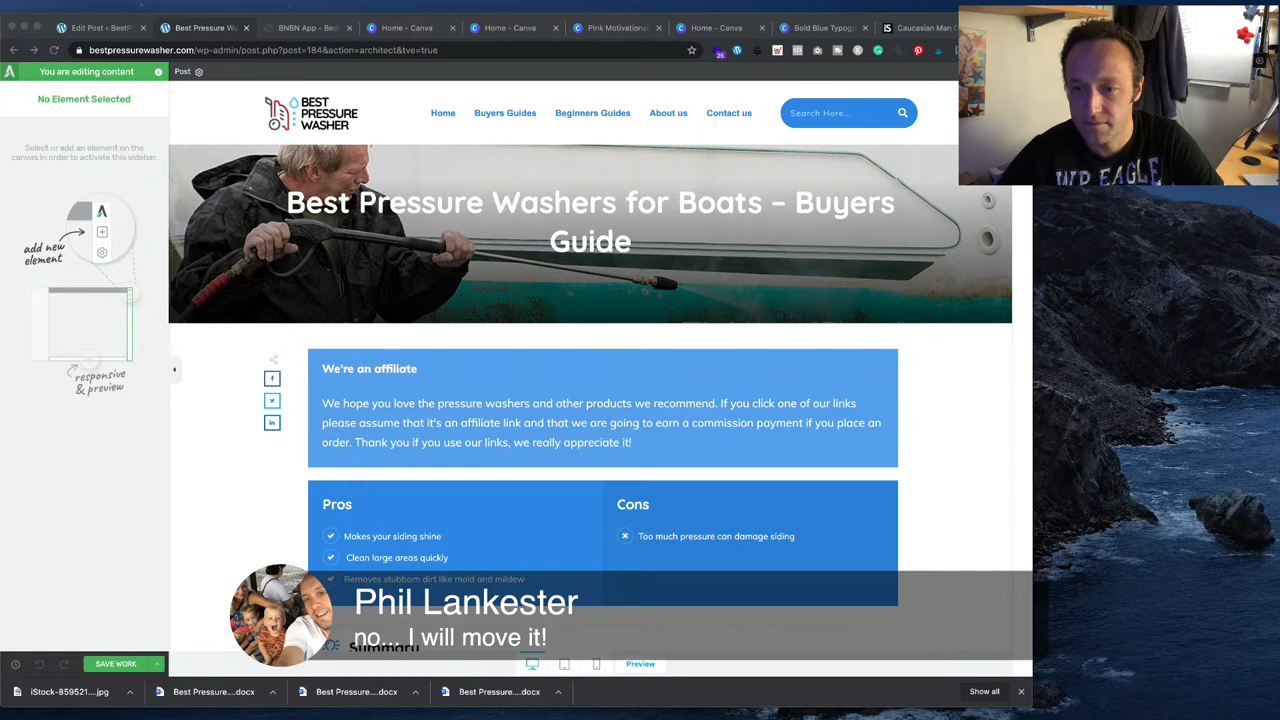 Edit Post ‹ BestPr
Best Pressure Wa
BNBN App - Beds
Home - Canva
Home - Canva
Pink Motivational
Home - Canva
Bold Blue Typogr
Caucasian Man C
bestpressurewasher.com/wp-admin/post.php?post=184&action=architect&tve=true
26
You are editing content
Post
No Element Selected
Select or add an element on the
canvas in order to activate this sidebar.
add new
element
responsive
& preview
BEST
PRESSURE
WASHER
Home
Buyers Guides
Beginners Guides
About us
Contact us
Search Here...
WP EAGLE
Best Pressure Washers for Boats – Buyers
Guide
We're an affiliate
We hope you love the pressure washers and other products we recommend. If you click one of our links
please assume that it's an affiliate link and that we are going to earn a commission payment if you place an
order. Thank you if you use our links, we really appreciate it!
Pros
Makes your siding shine
Clean large areas quickly
Removes stubborn dirt like mold and mildew
Cons
Too much pressure can damage siding
Phil Lankester
no... I will move it!
Summary
SAVE WORK
Preview
iStock-859521....jpg
Best Pressure....docx
Best Pressure....docx
Best Pressure....docx
Show all